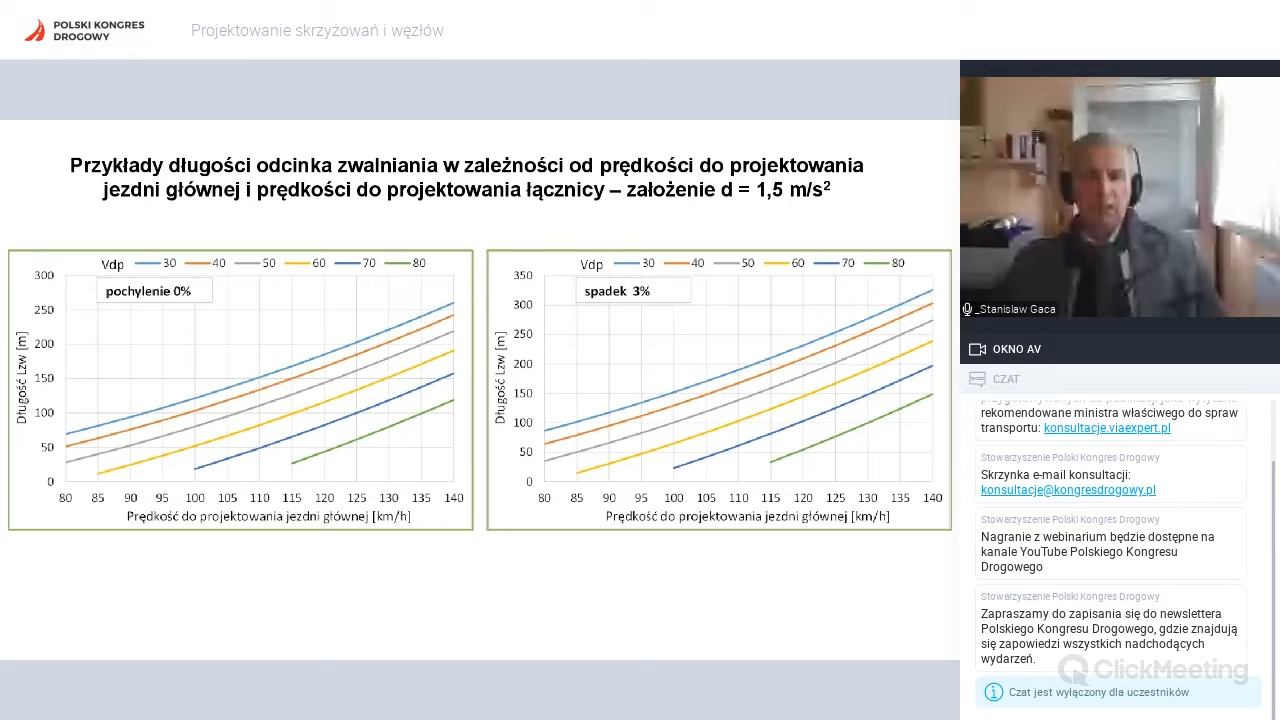 POLSKI KONGRES
DROGOWY
Projektowanie skrzyżowań i węzłów
Przykłady długości odcinka zwalniania w zależności od prędkości do projektowania
jezdni głównej i prędkości do projektowania łącznicy – założenie d = 1,5 m/s²
Vdp 30 40 50 60 70 80
pochylenie 0%
300
250
200
150
100
50
0
Długość Lzw [m]
80 85 90 95 100 105 110 115 120 125 130 135 140
Prędkość do projektowania jezdni głównej [km/h]
Vdp 30 40 50 60 70 80
spadek 3%
350
300
250
200
150
100
50
0
Długość Lzw [m]
80 85 90 95 100 105 110 115 120 125 130 135 140
Prędkość do projektowania jezdni głównej [km/h]
_Stanislaw Gaca
OKNO AV
CZAT
rekomendowane ministra właściwego do spraw
transportu: konsultacje.viaexpert.pl
Stowarzyszenie Polski Kongres Drogowy
Skrzynka e-mail konsultacji:
konsultacje@kongresdrogowy.pl
Stowarzyszenie Polski Kongres Drogowy
Nagranie z webinarium będzie dostępne na
kanale YouTube Polskiego Kongresu
Drogowego
Stowarzyszenie Polski Kongres Drogowy
Zapraszamy do zapisania się do newslettera
Polskiego Kongresu Drogowego, gdzie znajdują
się zapowiedzi wszystkich nadchodzących
wydarzeń.
ClickMeeting
Czat jest wyłączony dla uczestników